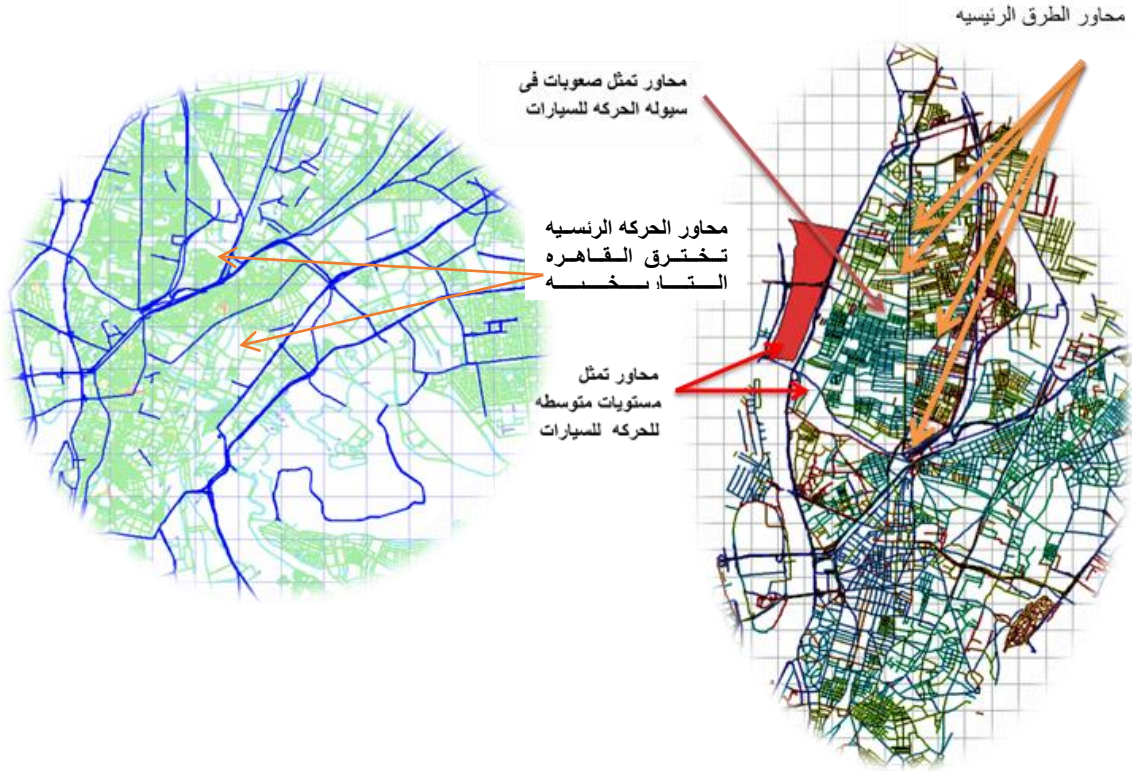 محاور الطرق الرئيسيه
محاور تمثل صعوبات فى
سيوله الحركه للسيارات
محاور الحركه الرئسيه
تخترق القاهره
التاريخيه
محاور تمثل
مستويات متوسطه
للحركه للسيارات